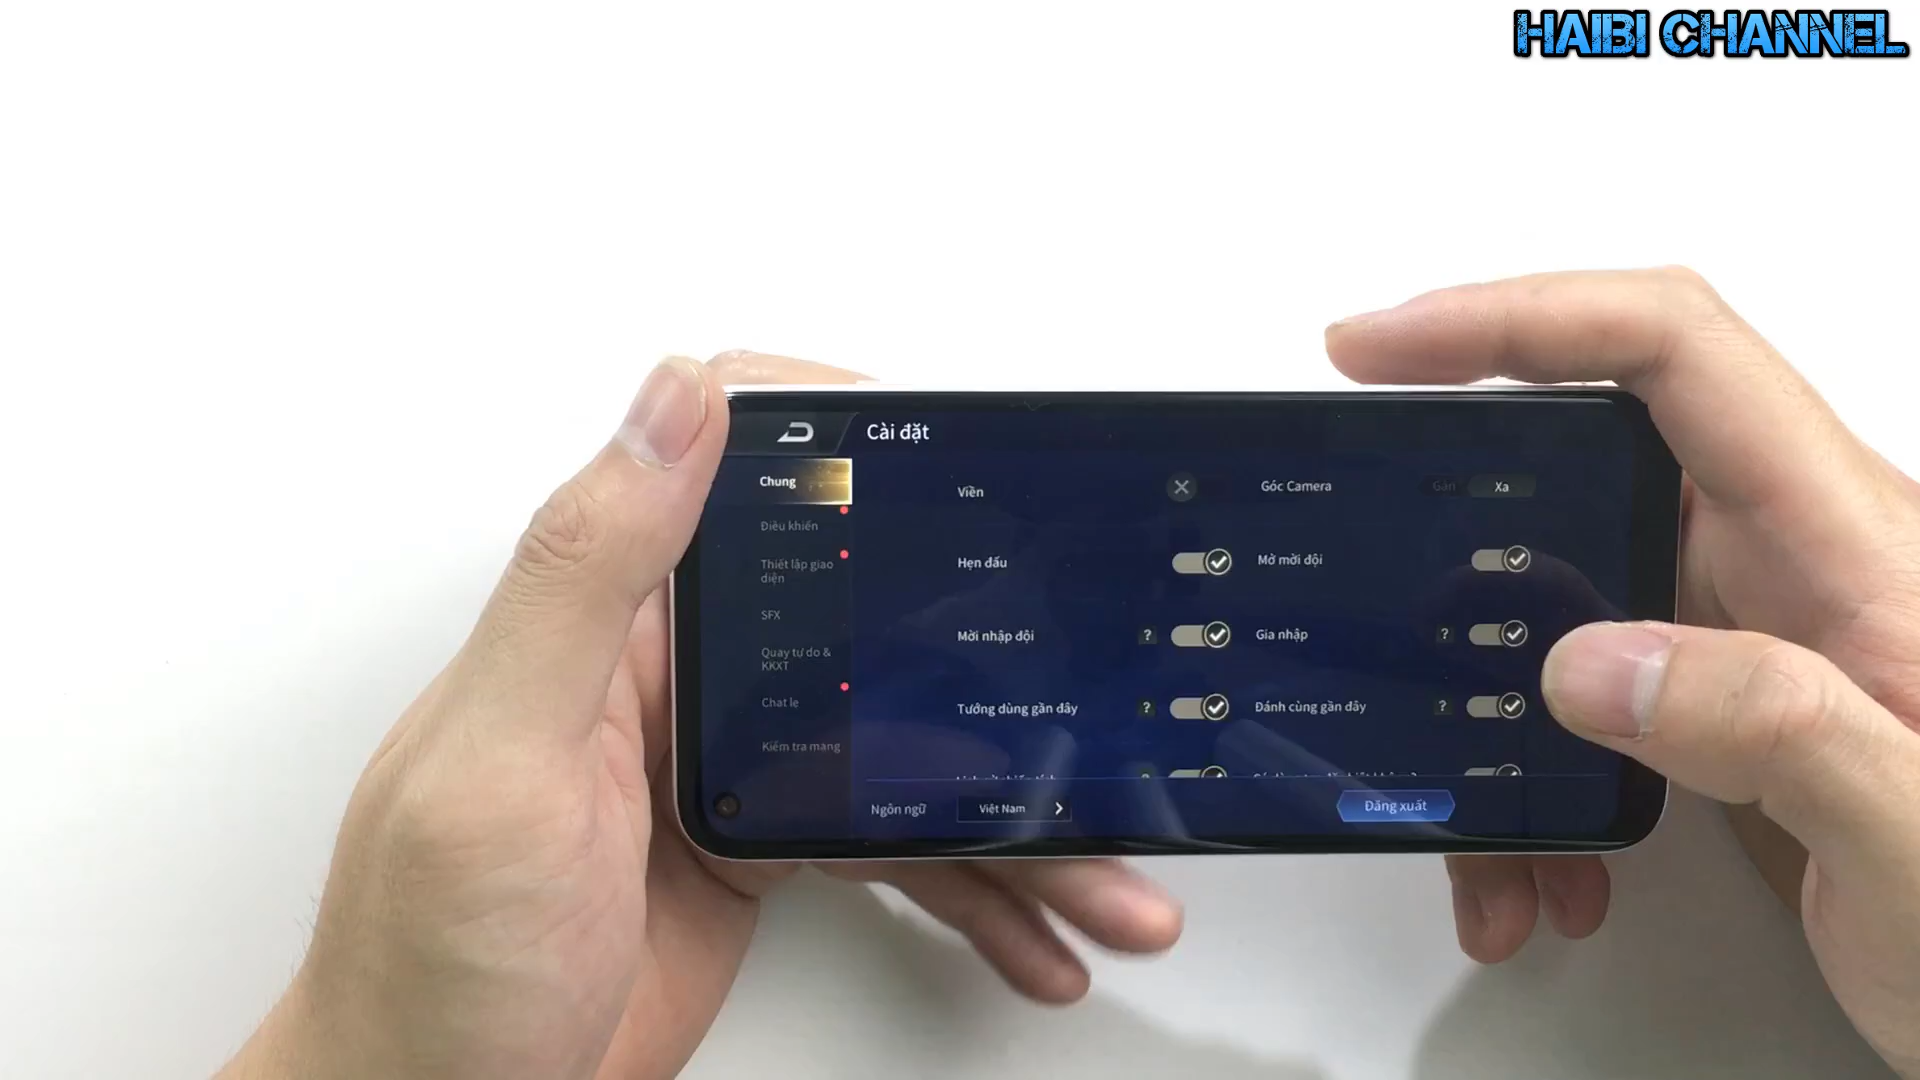 HAIBI CHANNEL
Cài đặt
Chung
Viền
Góc Camera
Gần
Xa
Điều khiển
Hẹn đấu
Mở mời đội
Thiết lập giao
diện
SFX
Mời nhập đội
?
Gia nhập
?
Quay tự do &
KKXT
Chat lẹ
Tướng dùng gần đây
?
Đánh cùng gần đây
?
Kiểm tra mạng
Ngôn ngữ
Việt Nam
Đăng xuất